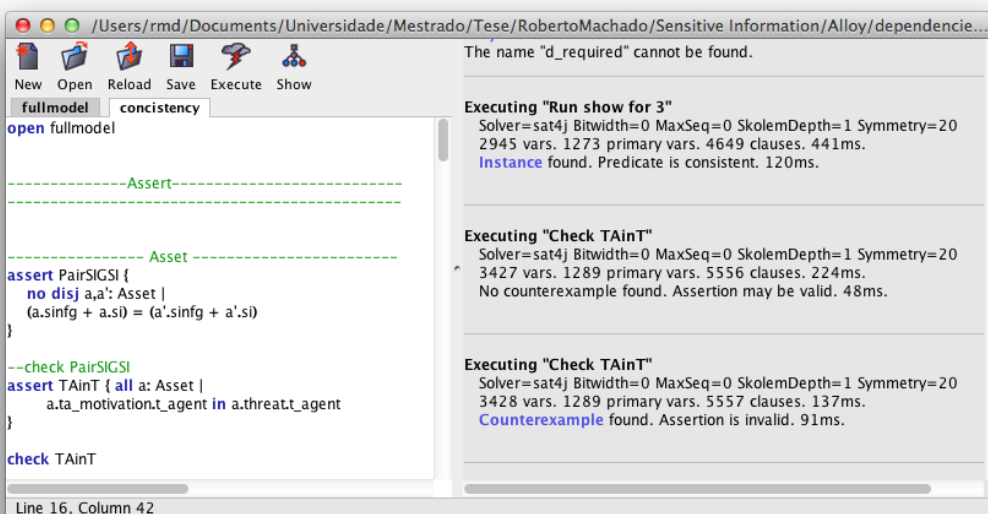 /Users/rmd/Documents/Universidade/Mestrado/Tese/RobertoMachado/Sensitive Information/Alloy/dependencie...
New Open Reload Save Execute Show
fullmodel concistency
open fullmodel
--------------Assert---------------------------
----------------------------------------------
---------------- Asset ------------------------
assert PairSIGSI {
no disj a,a': Asset |
(a.sinfg + a.si) = (a'.sinfg + a'.si)
}
--check PairSIGSI
assert TAinT { all a: Asset |
a.ta_motivation.t_agent in a.threat.t_agent
}
check TAinT
Line 16, Column 42
The name "d_required" cannot be found.
Executing "Run show for 3"
Solver=sat4j Bitwidth=0 MaxSeq=0 SkolemDepth=1 Symmetry=20
2945 vars. 1273 primary vars. 4649 clauses. 441ms.
Instance found. Predicate is consistent. 120ms.
Executing "Check TAinT"
Solver=sat4j Bitwidth=0 MaxSeq=0 SkolemDepth=1 Symmetry=20
3427 vars. 1289 primary vars. 5556 clauses. 224ms.
No counterexample found. Assertion may be valid. 48ms.
Executing "Check TAinT"
Solver=sat4j Bitwidth=0 MaxSeq=0 SkolemDepth=1 Symmetry=20
3428 vars. 1289 primary vars. 5557 clauses. 137ms.
Counterexample found. Assertion is invalid. 91ms.